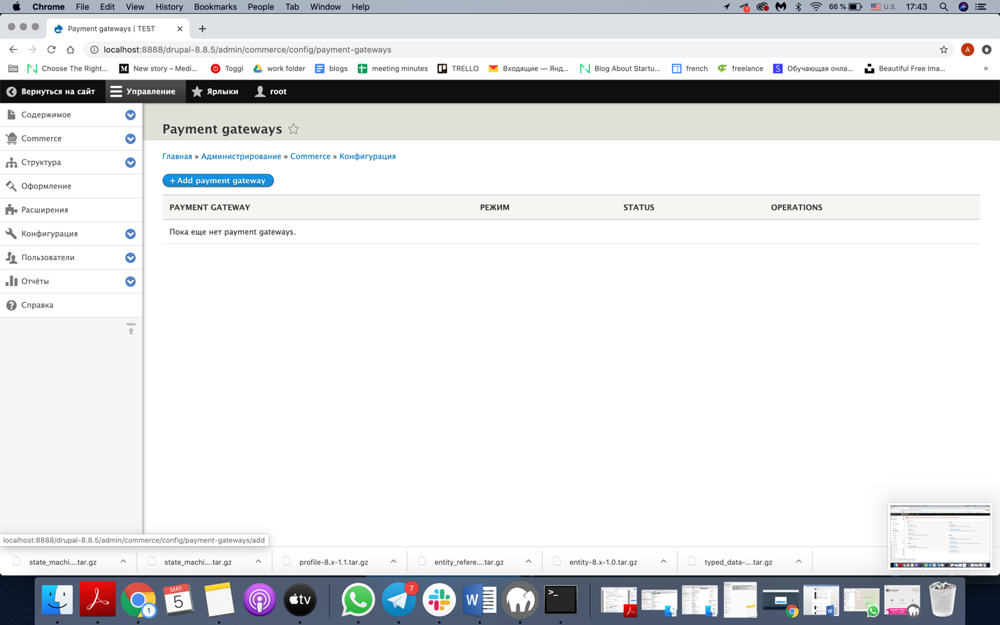 Chrome File Edit View History Bookmarks People Tab Window Help 7 66 % U.S. 17:43
Payment gateways | TEST
localhost:8888/drupal-8.8.5/admin/commerce/config/payment-gateways A
Choose The Right... M New story – Medi... Toggl work folder blogs meeting minutes TRELLO Входящие — Янд... Blog About Startu... french freelance S Обучающая онла... Beautiful Free Ima... »
Вернуться на сайт Управление Ярлыки root
Содержимое
Commerce
Структура
Оформление
Расширения
Конфигурация
Пользователи
Отчёты
Справка
Payment gateways
Главная » Администрирование » Commerce » Конфигурация
+ Add payment gateway
PAYMENT GATEWAY РЕЖИМ STATUS OPERATIONS
Пока еще нет payment gateways.
localhost:8888/drupal-8.8.5/admin/commerce/config/payment-gateways/add
state_machi....tar.gz state_machi....tar.gz profile-8.x-1.1.tar.gz entity_refere....tar.gz entity-8.x-1.0.tar.gz typed_data-....tar.gz
1 MAY 5 tv 7 W >_ MAMP